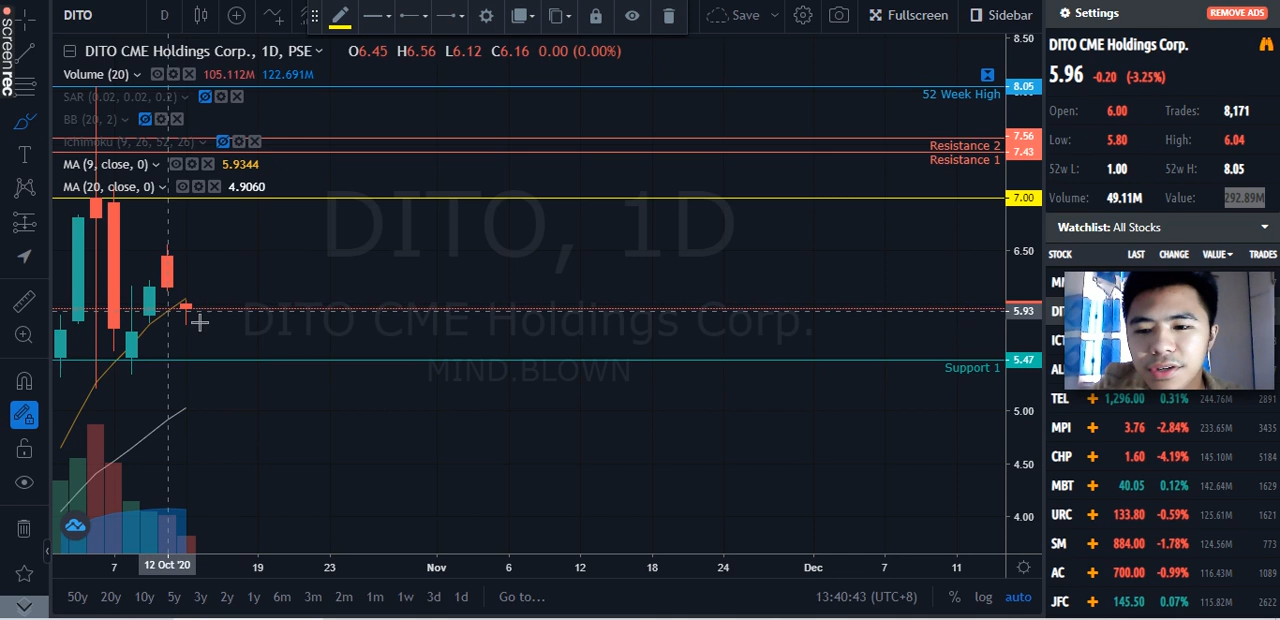 screenrec
DITO
D
Save
Fullscreen
Sidebar
DITO CME Holdings Corp., 1D, PSE
O6.45 H6.56 L6.12 C6.16 0.00 (0.00%)
Volume (20) 105.112M 122.691M
SAR (0.02, 0.02, 0.2)
BB (20, 2)
Ichimoku (9, 26, 52, 26)
MA (9, close, 0) 5.9344
MA (20, close, 0) 4.9060
DITO, 1D
DITO CME Holdings Corp.
MIND.BLOWN
52 Week High
Resistance 2
Resistance 1
Support 1
8.50
8.05
7.56
7.43
7.00
6.50
5.93
5.47
5.00
4.50
4.00
7
12 Oct '20
19
23
Nov
6
12
18
24
Dec
7
11
50y 20y 10y 5y 3y 2y 1y 6m 3m 2m 1m 1w 3d 1d Go to... 13:40:43 (UTC+8) % log auto
Settings
REMOVE ADS
DITO CME Holdings Corp.
5.96 -0.20 (-3.25%)
Open: 6.00 Trades: 8,171
Low: 5.80 High: 6.04
52w L: 1.00 52w H: 8.05
Volume: 49.11M Value: 292.89M
Watchlist: All Stocks
STOCK LAST CHANGE VALUE TRADES
TEL 1,296.00 0.31% 244.76M 2891
MPI 3.76 -2.84% 233.65M 3435
CHP 1.60 -4.19% 145.10M 5184
MBT 40.05 0.12% 142.64M 1629
URC 133.80 -0.59% 125.61M 1621
SM 884.00 -1.78% 124.56M 773
AC 700.00 -0.99% 116.43M 1089
JFC 145.50 0.07% 115.82M 2622